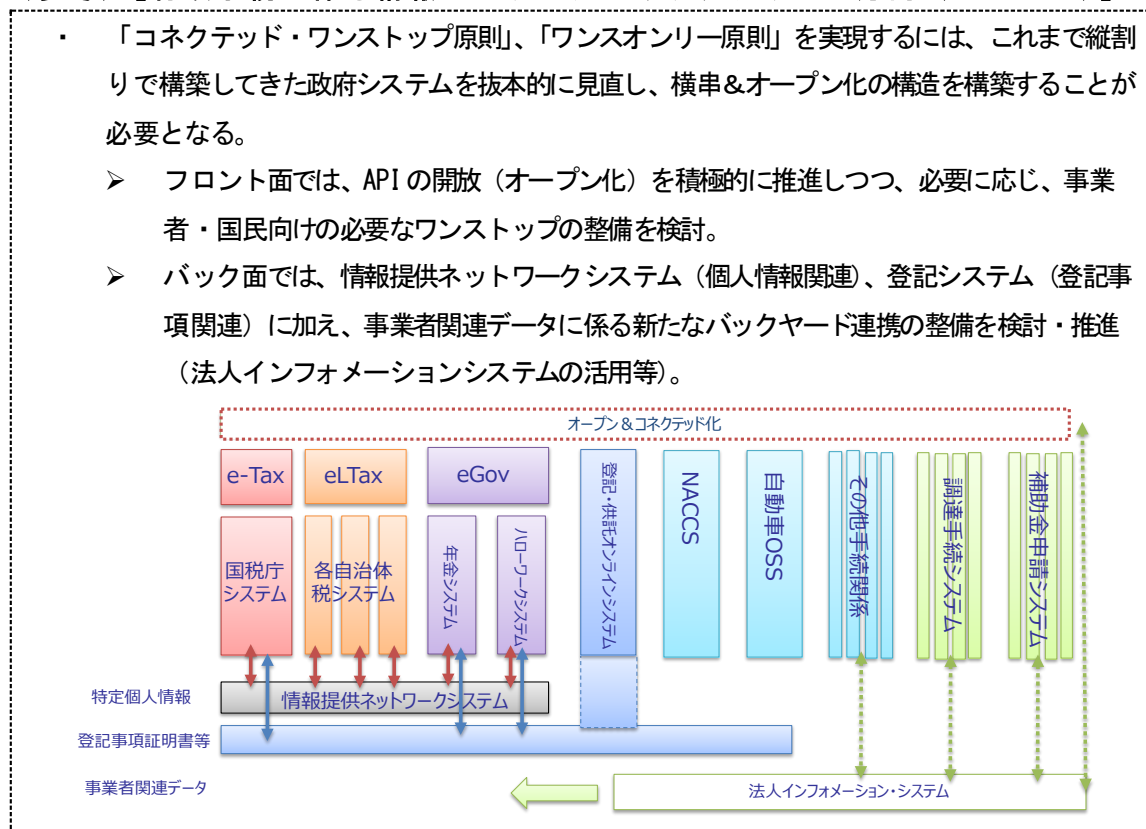 ・ 「コネクテッド・ワンストップ原則」、「ワンスオンリー原則」を実現するには、これまで縦割
りで構築してきた政府システムを抜本的に見直し、横串&オープン化の構造を構築することが
必要となる。
➢ フロント面では、API の開放（オープン化）を積極的に推進しつつ、必要に応じ、事業
者・国民向けの必要なワンストップの整備を検討。
➢ バック面では、情報提供ネットワークシステム（個人情報関連）、登記システム（登記事
項関連）に加え、事業者関連データに係る新たなバックヤード連携の整備を検討・推進
（法人インフォメーションシステムの活用等）。
オープン&コネクテッド化
e-Tax
eLTax
eGov
国税庁
システム
各自治体
税システム
年金システム
ハローワークシステム
登記・供託オンラインシステム
NACCS
自動車OSS
その他手続関係
調達手続システム
補助金申請システム
特定個人情報
情報提供ネットワークシステム
登記事項証明書等
事業者関連データ
法人インフォメーション・システム